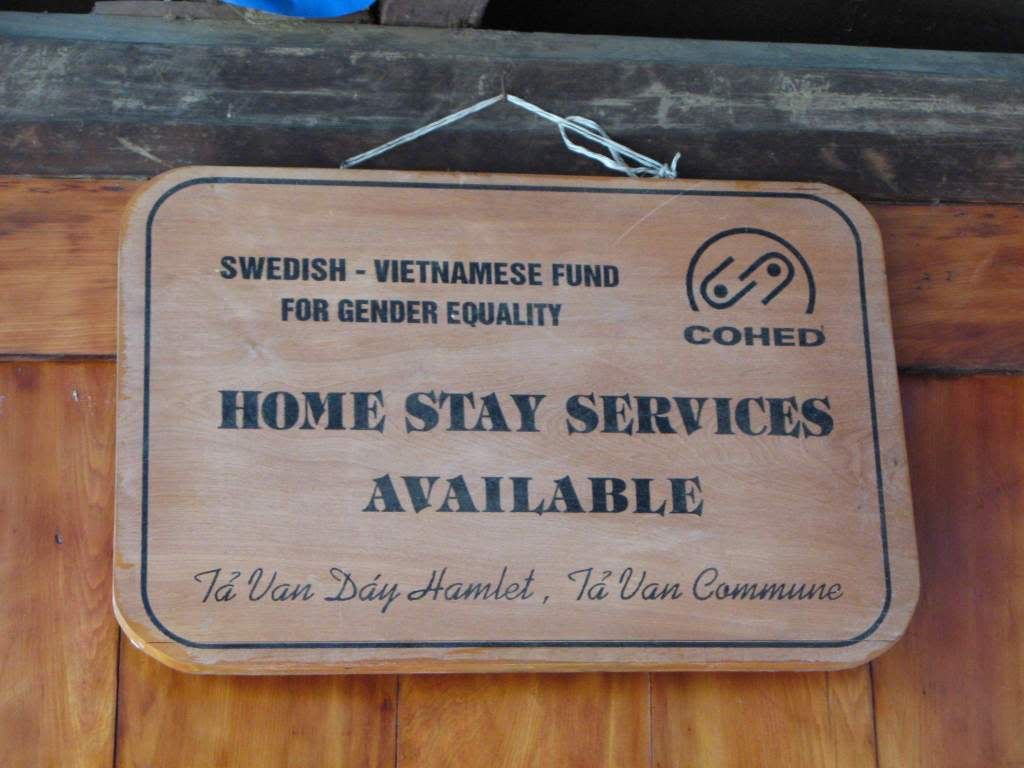 SWEDISH - VIETNAMESE FUND
FOR GENDER EQUALITY
COHED
HOME STAY SERVICES
AVAILABLE
Tả Van Dáy Hamlet, Tả Van Commune